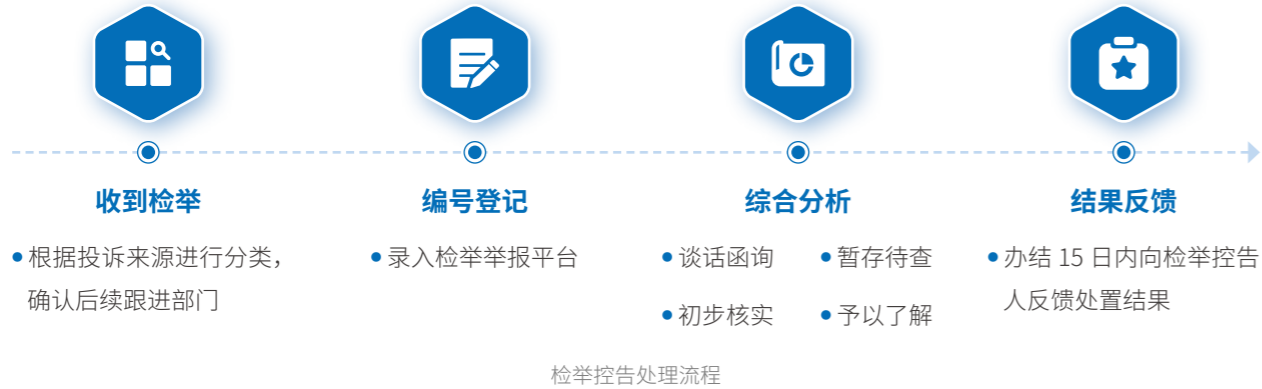 收到检举
编号登记
综合分析
结果反馈
根据投诉来源进行分类，
确认后续跟进部门
录入检举举报平台
谈话函询
暂存待查
初步核实
予以了解
办结 15 日内向检举控告
人反馈处置结果
检举控告处理流程